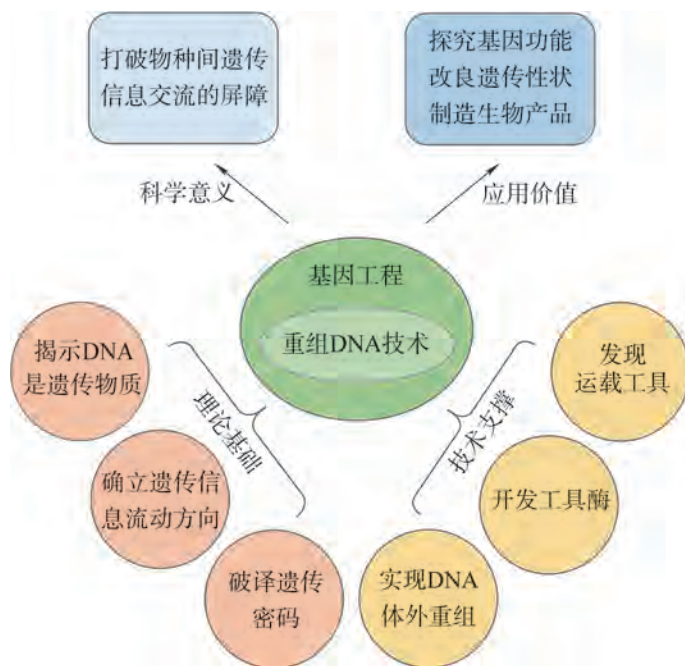 打破物种间遗传
信息交流的屏障
探究基因功能
改良遗传性状
制造生物产品
科学意义
应用价值
基因工程
重组DNA技术
揭示DNA
是遗传物质
发现
运载工具
理论基础
技术支撑
确立遗传信
息流动方向
开发工具酶
破译遗传
密码
实现DNA
体外重组